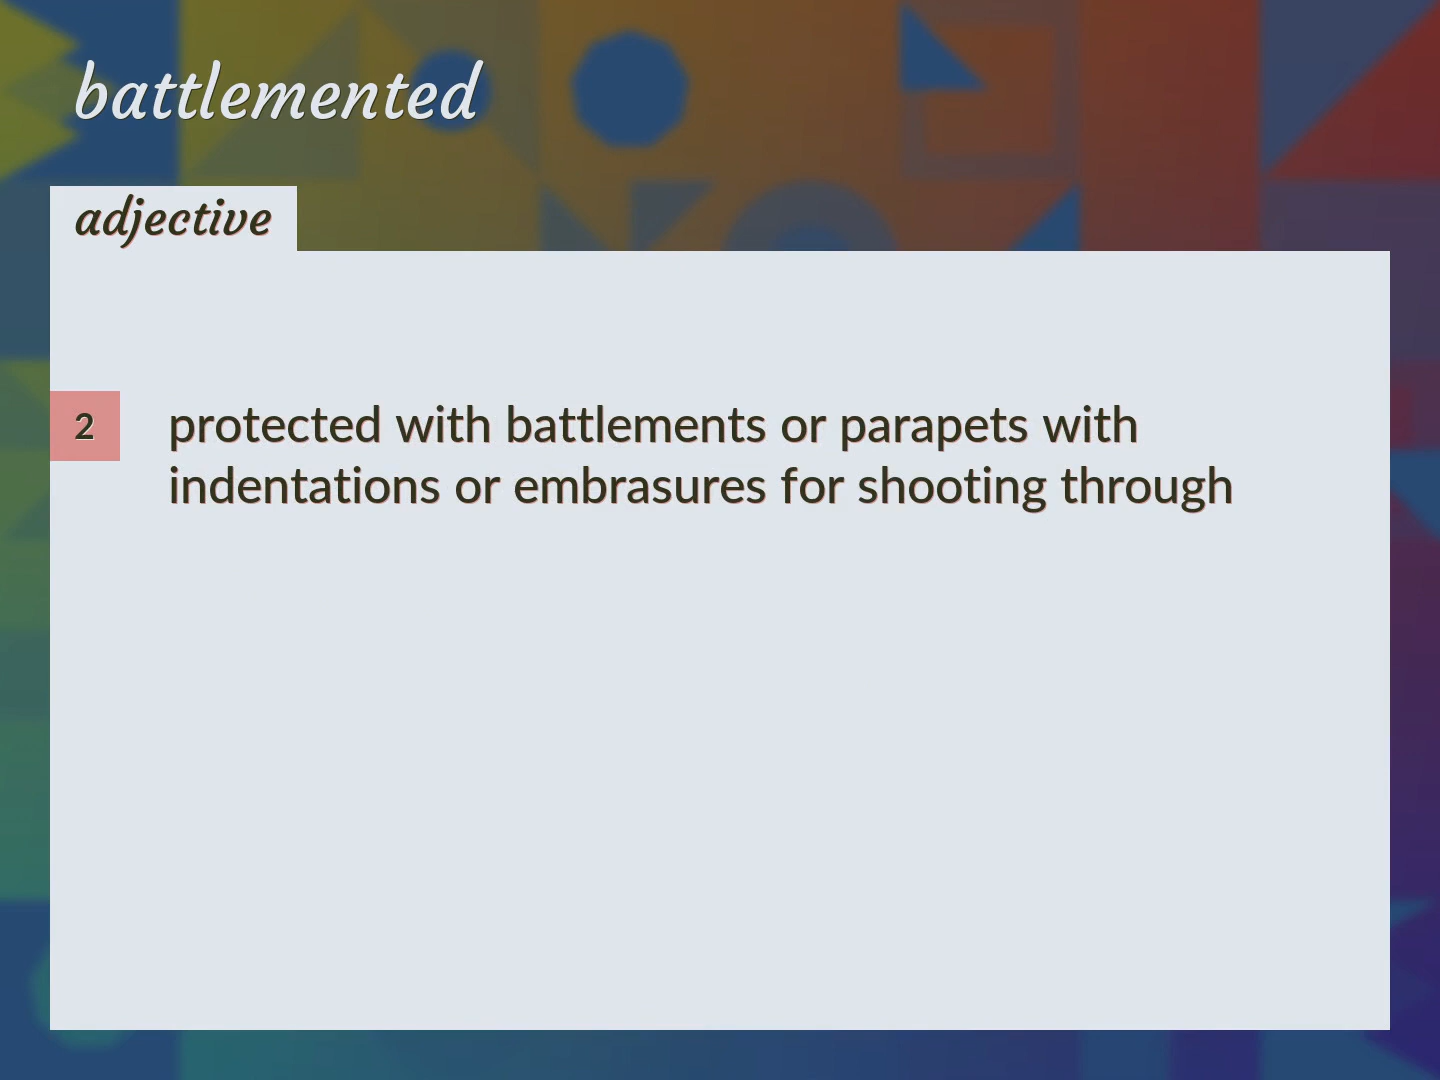 battlemented
adjective
2
protected with battlements or parapets with
indentations or embrasures for shooting through